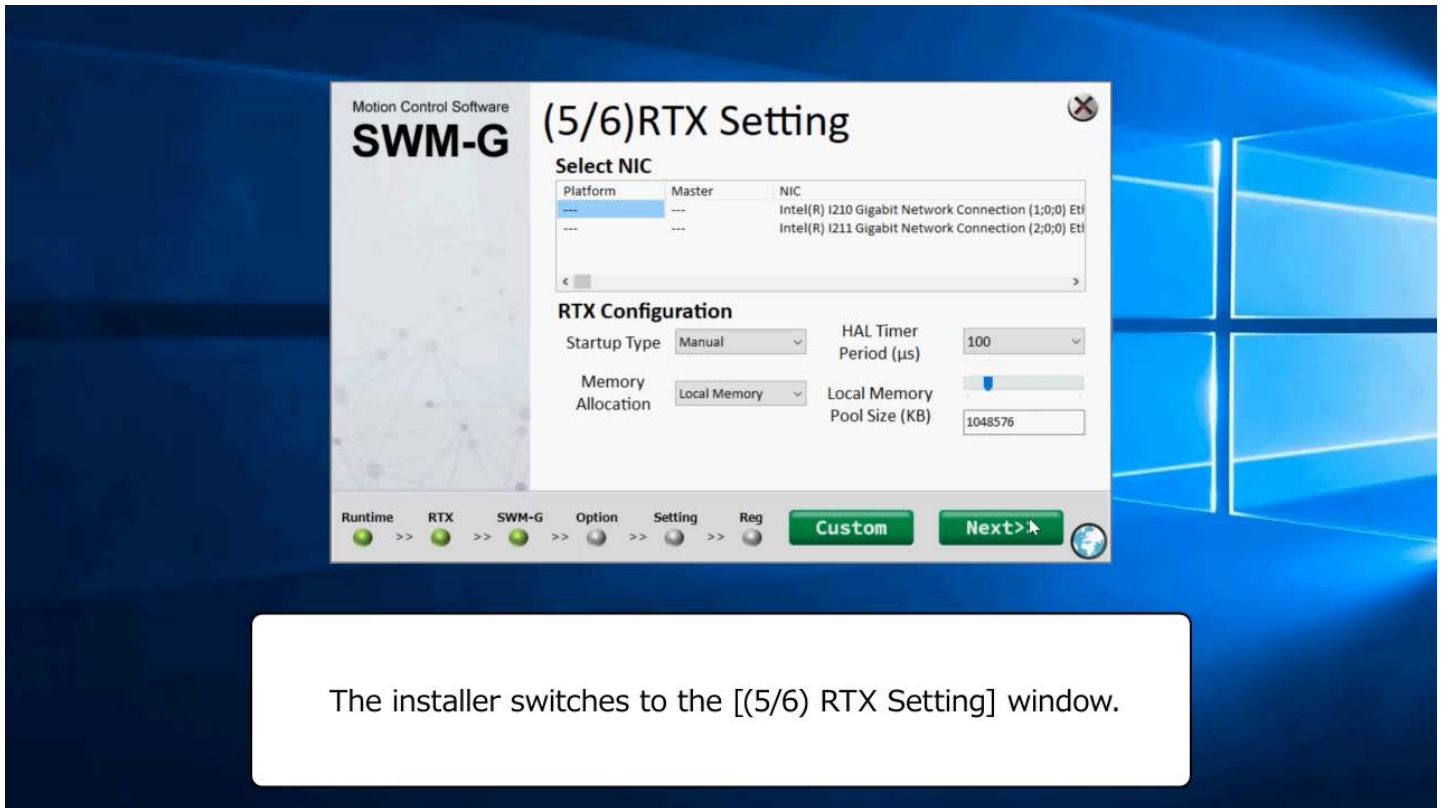 Motion Control Software
SWM-G
(5/6)RTX Setting
Select NIC
Platform Master NIC
--- --- Intel(R) I210 Gigabit Network Connection (1;0;0) Etl
--- --- Intel(R) I211 Gigabit Network Connection (2;0;0) Etl
< >
RTX Configuration
Startup Type Manual HAL Timer Period (μs) 100
Memory Allocation Local Memory Local Memory Pool Size (KB) 1048576
Runtime >> RTX >> SWM-G >> Option >> Setting >> Reg
Custom Next>>
The installer switches to the [(5/6) RTX Setting] window.